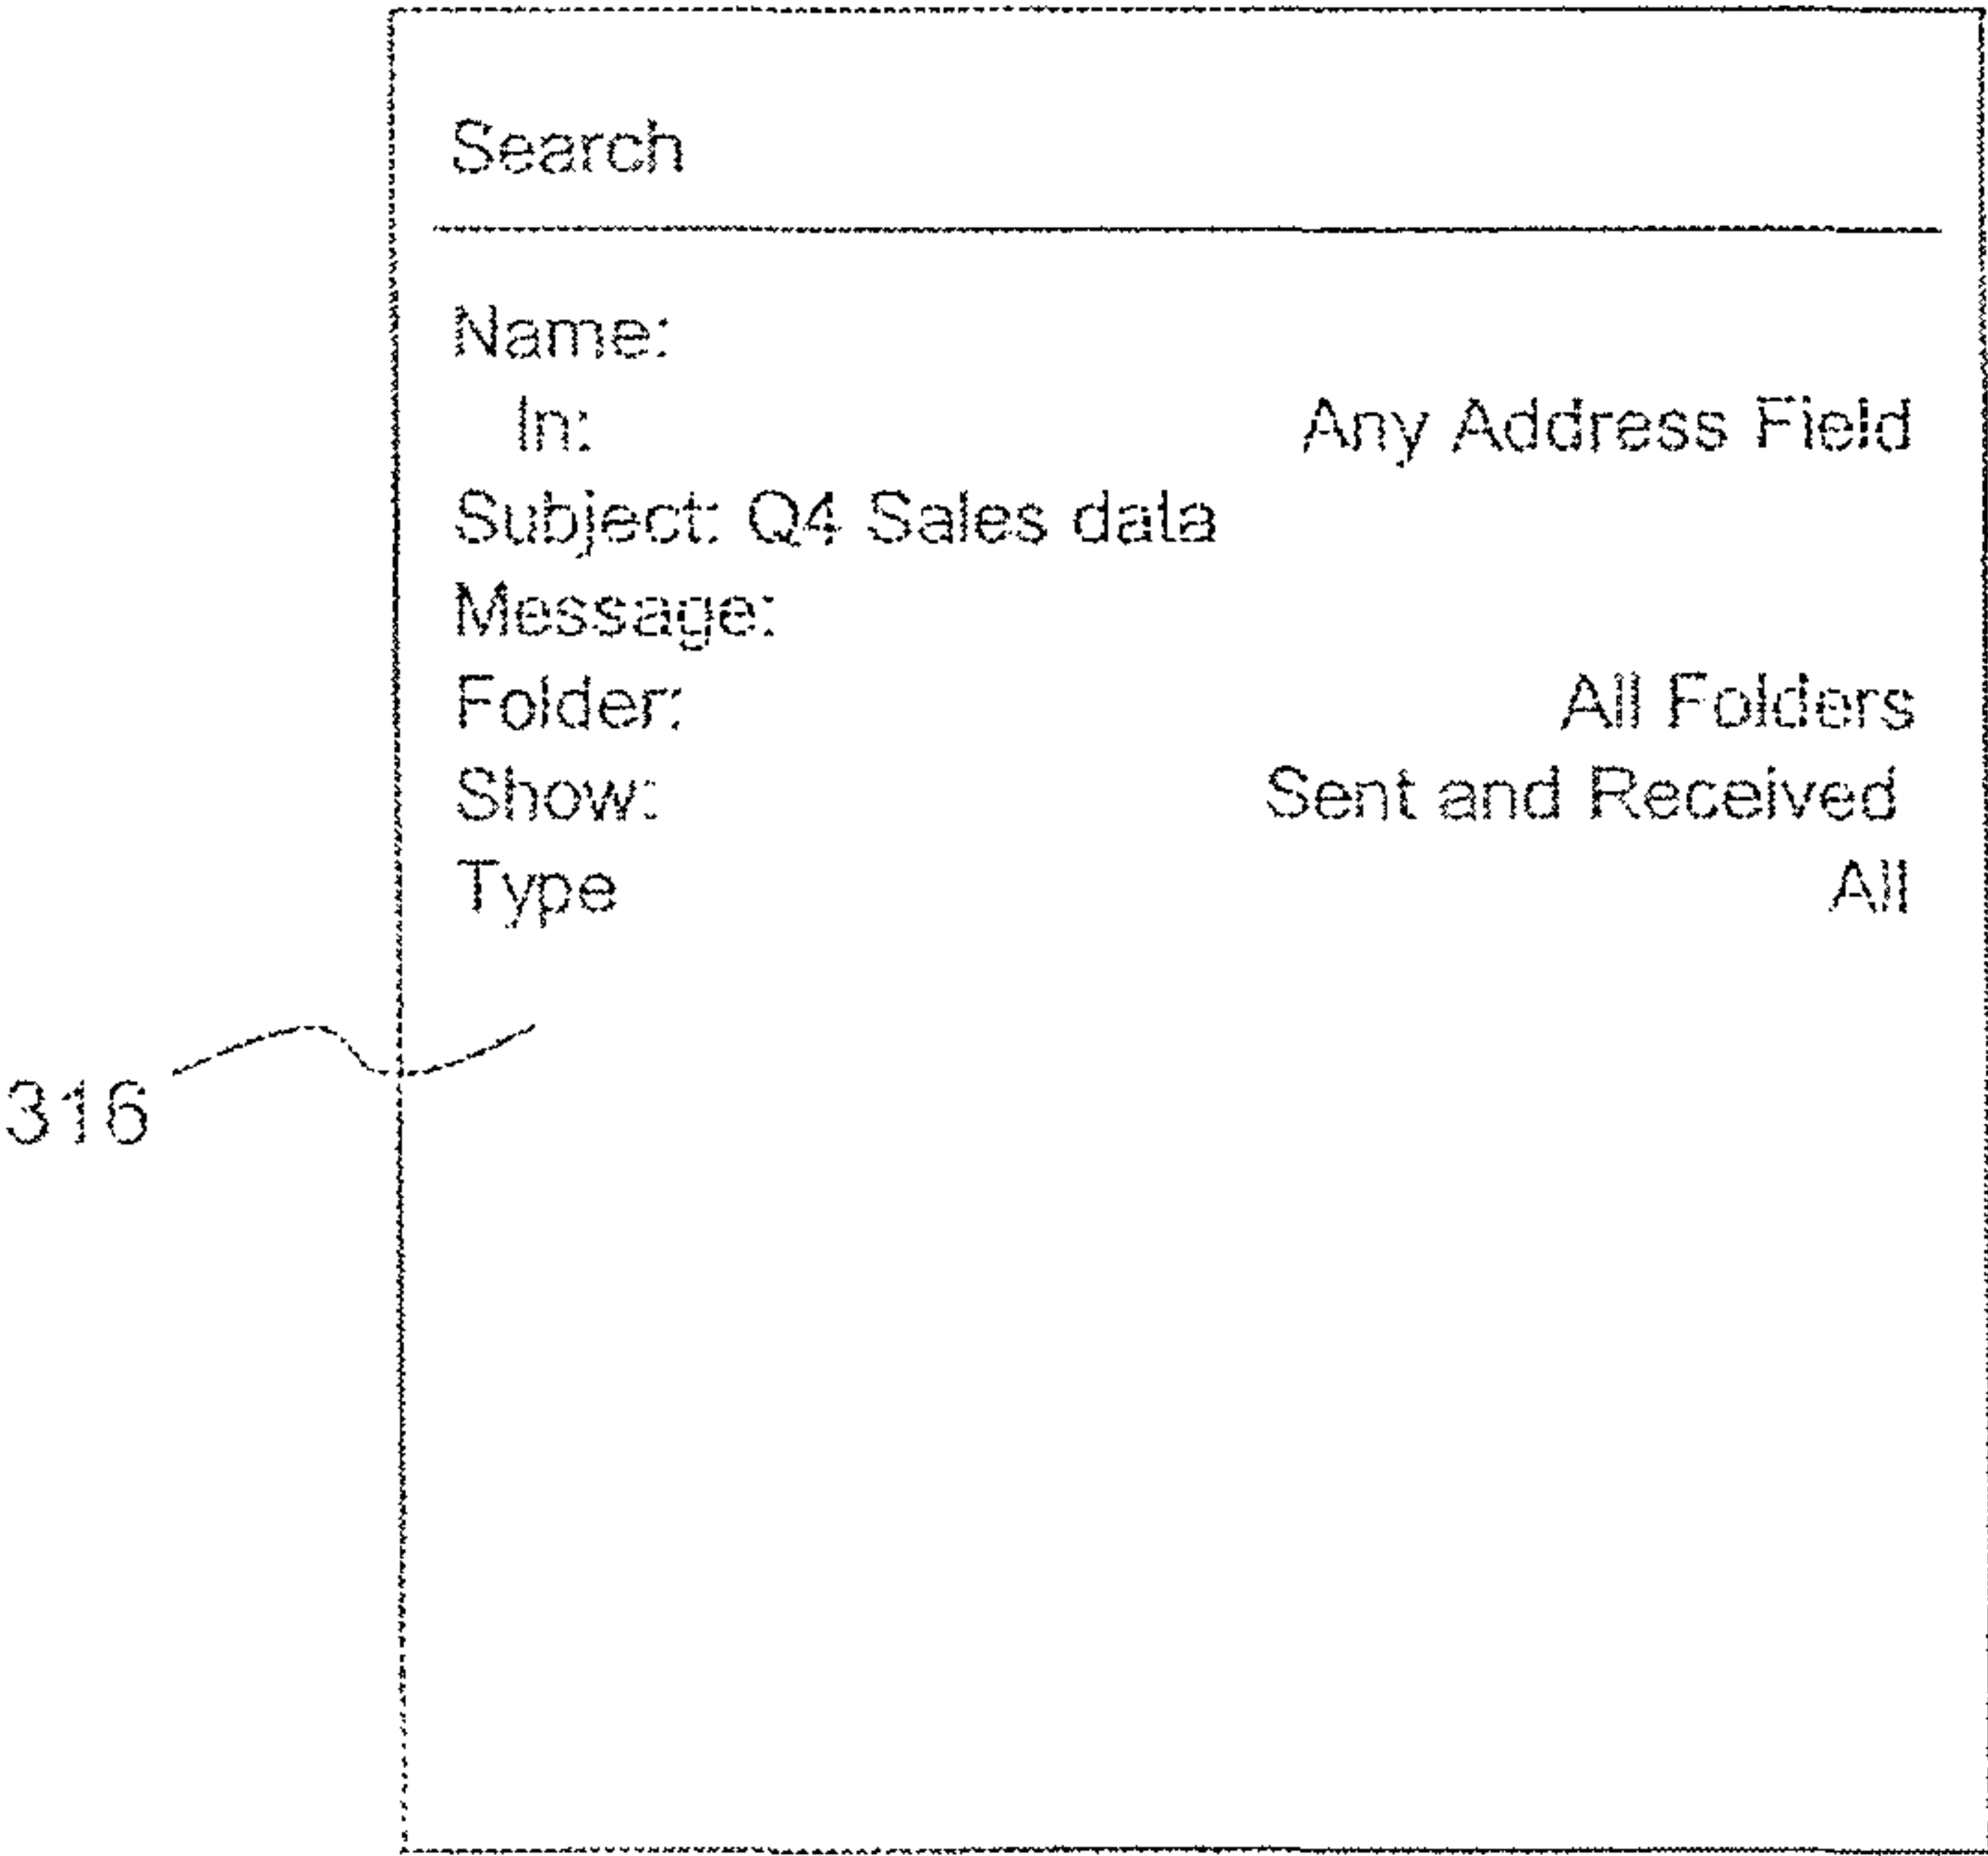 Search
Name:
In: Any Address Field
Subject: Q4 Sales data
Message:
Folder: All Folders
Show: Sent and Received
Type All
316